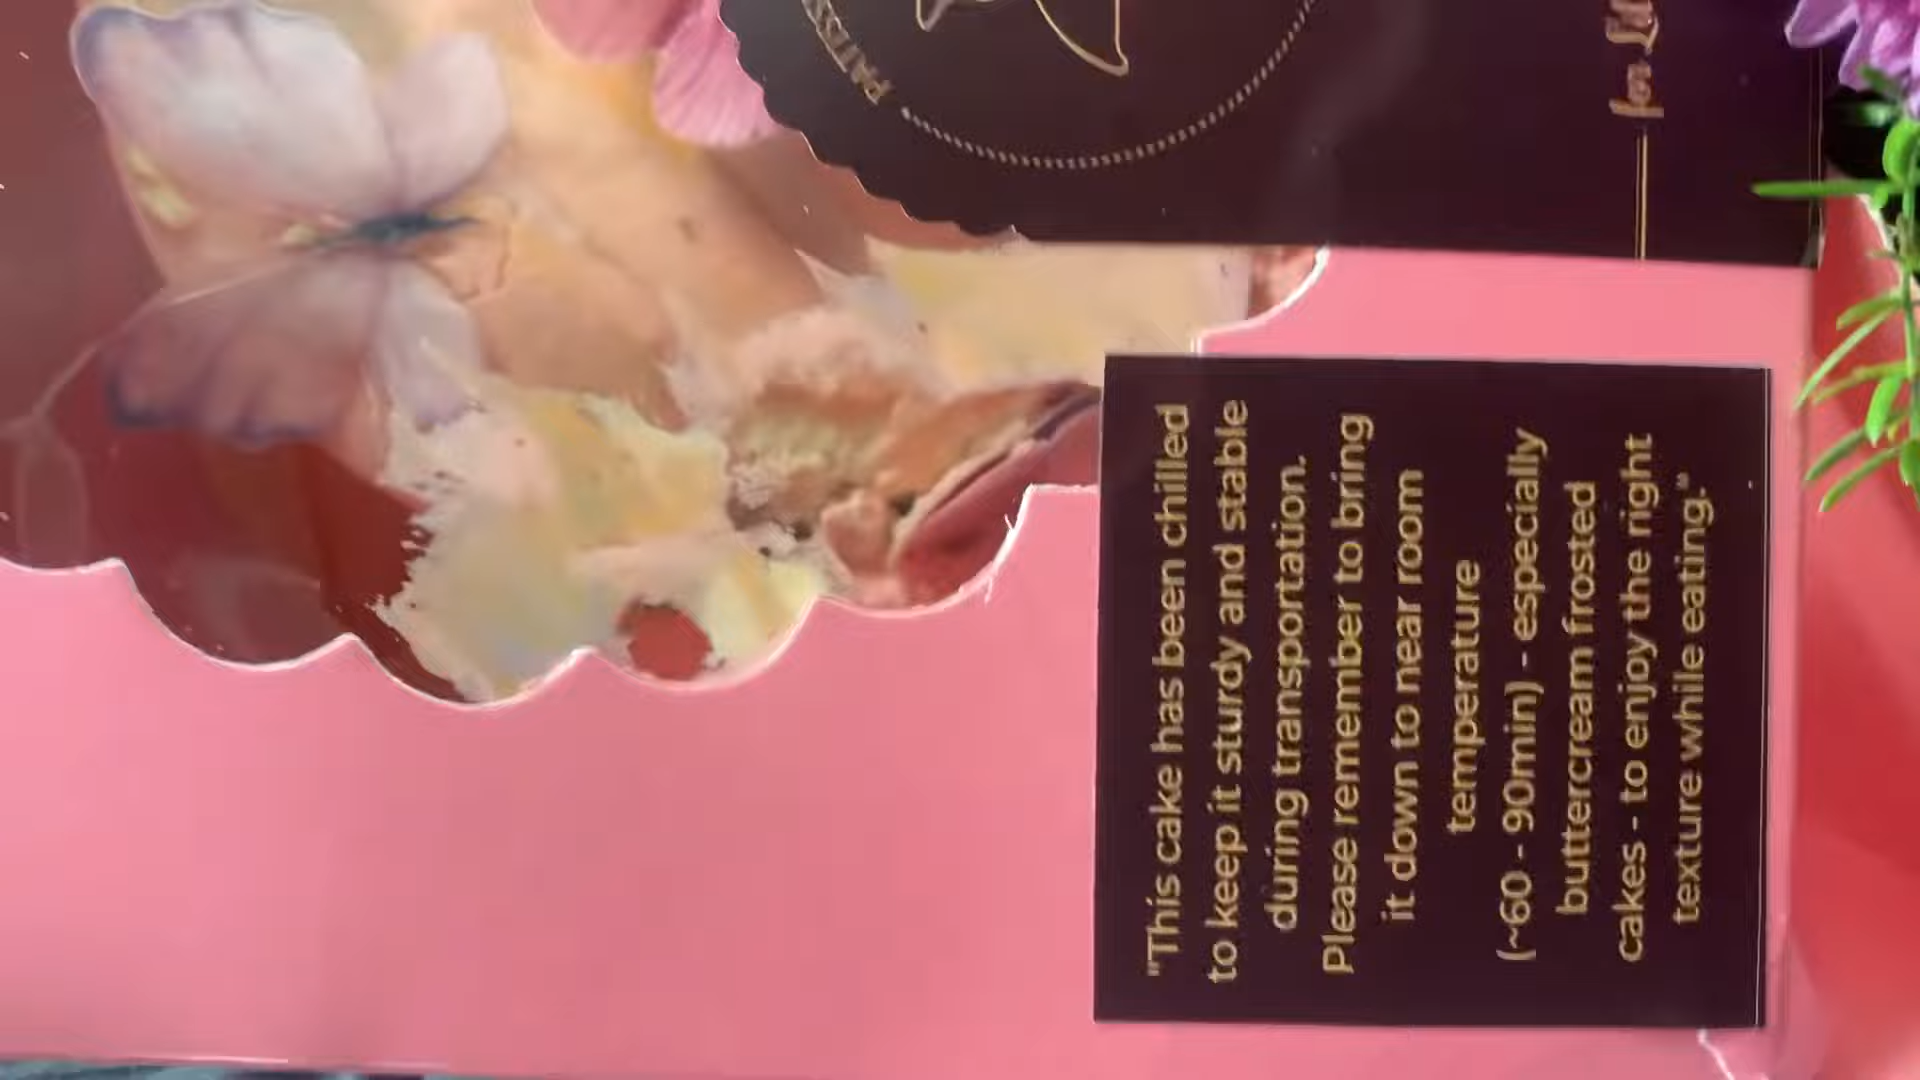 "This cake has been chilled
to keep it sturdy and stable
during transportation.
Please remember to bring
it down to near room
temperature
(~60 - 90min) - especially
buttercream frosted
cakes - to enjoy the right
texture while eating."
for